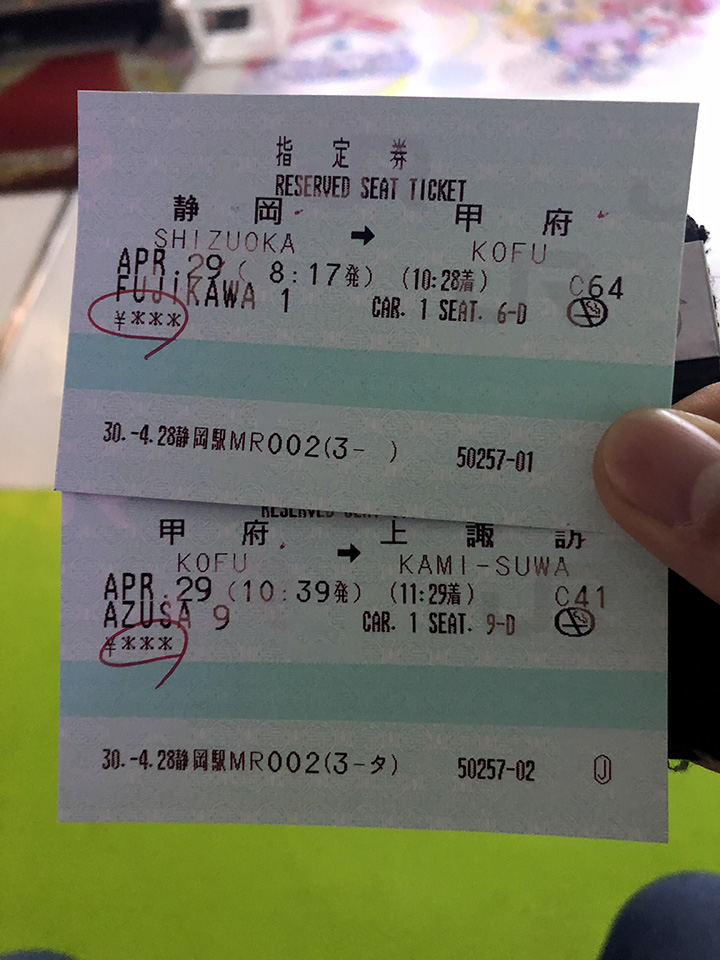 指定券
RESERVED SEAT TICKET
静岡 → 甲府
SHIZUOKA KOFU
APR.29( 8:17発) (10:28着) C64
FUJIKAWA 1 CAR. 1 SEAT. 6-D
¥***
30.-4.28静岡駅MR002(3- ) 50257-01
RESERVED SEAT
甲府 → 上諏訪
KOFU KAMI-SUWA
APR.29(10:39発) (11:29着) C41
AZUSA 9 CAR. 1 SEAT. 9-D
¥***
30.-4.28静岡駅MR002(3-タ) 50257-02 J